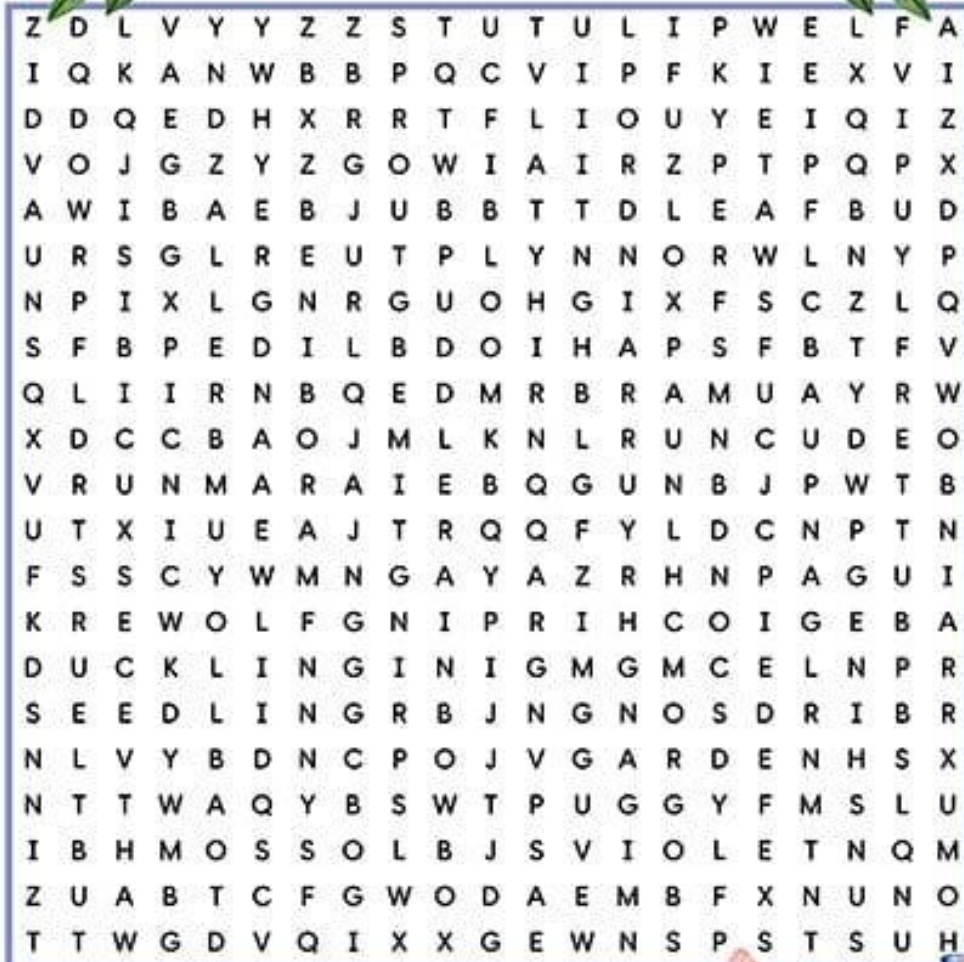 Z D L V Y Y Z Z S T U T U L I P W E L F A
I Q K A N W B B P Q C V I P F K I E X V I
D D Q E D H X R R T F L I O U Y E I Q I Z
V O J G Z Y Z G O W I A I R Z P T P Q P X
A W I B A E B J U B B T T D L E A F B U D
U R S G L R E U T P L Y N N O R W L N Y P
N P I X L G N R G U O H G I X F S C Z L Q
S F B P E D I L B D O I H A P S F B T F V
Q L I I R N B Q E D M R B R A M U A Y R W
X D C C B A O J M L K N L R U N C U D E O
V R U N M A R A I E B Q G U N B J P W T B
U T X I U E A J T R Q Q F Y L D C N P T N
F S S C Y W M N G A Y A Z R H N P A G U I
K R E W O L F G N I P R I H C O I G E B A
D U C K L I N G I N I G M G M C E L N P R
S E E D L I N G R B J N G N O S D R I B R
N L V Y B D N C P O J V G A R D E N H S X
N T T W A Q Y B S W T P U G G Y F M S L U
I B H M O S S O L B J S V I O L E T N Q M
Z U A B T C F G W O D A E M B F X N U N O
T T W G D V Q I X X G E W N S P S T S U H